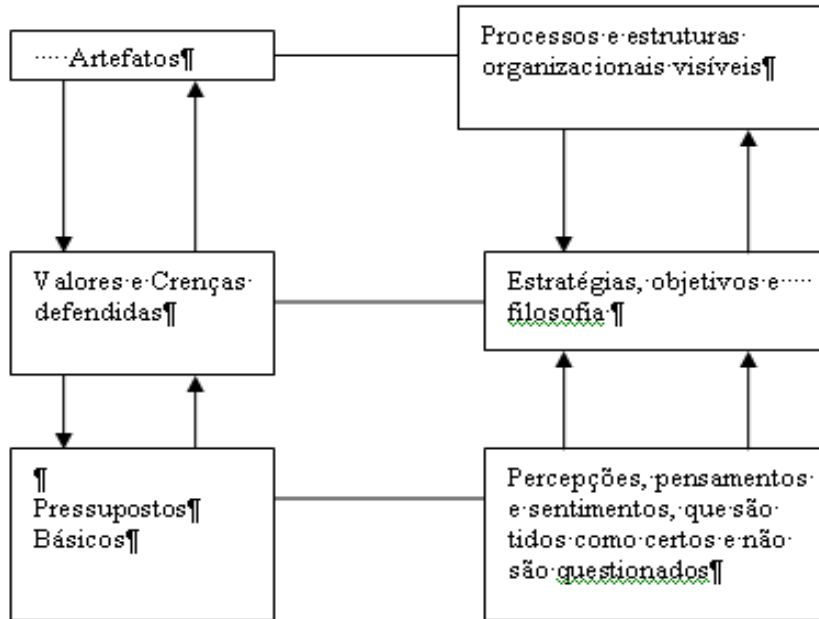 Artefatos¶
Processos e estruturas
organizacionais visíveis¶
Valores e Crenças
defendidas¶
Estratégias, objetivos e
filosofia ¶
¶
Pressupostos¶
Básicos¶
Percepções, pensamentos
e sentimentos, que são
tidos como certos e não
são questionados¶